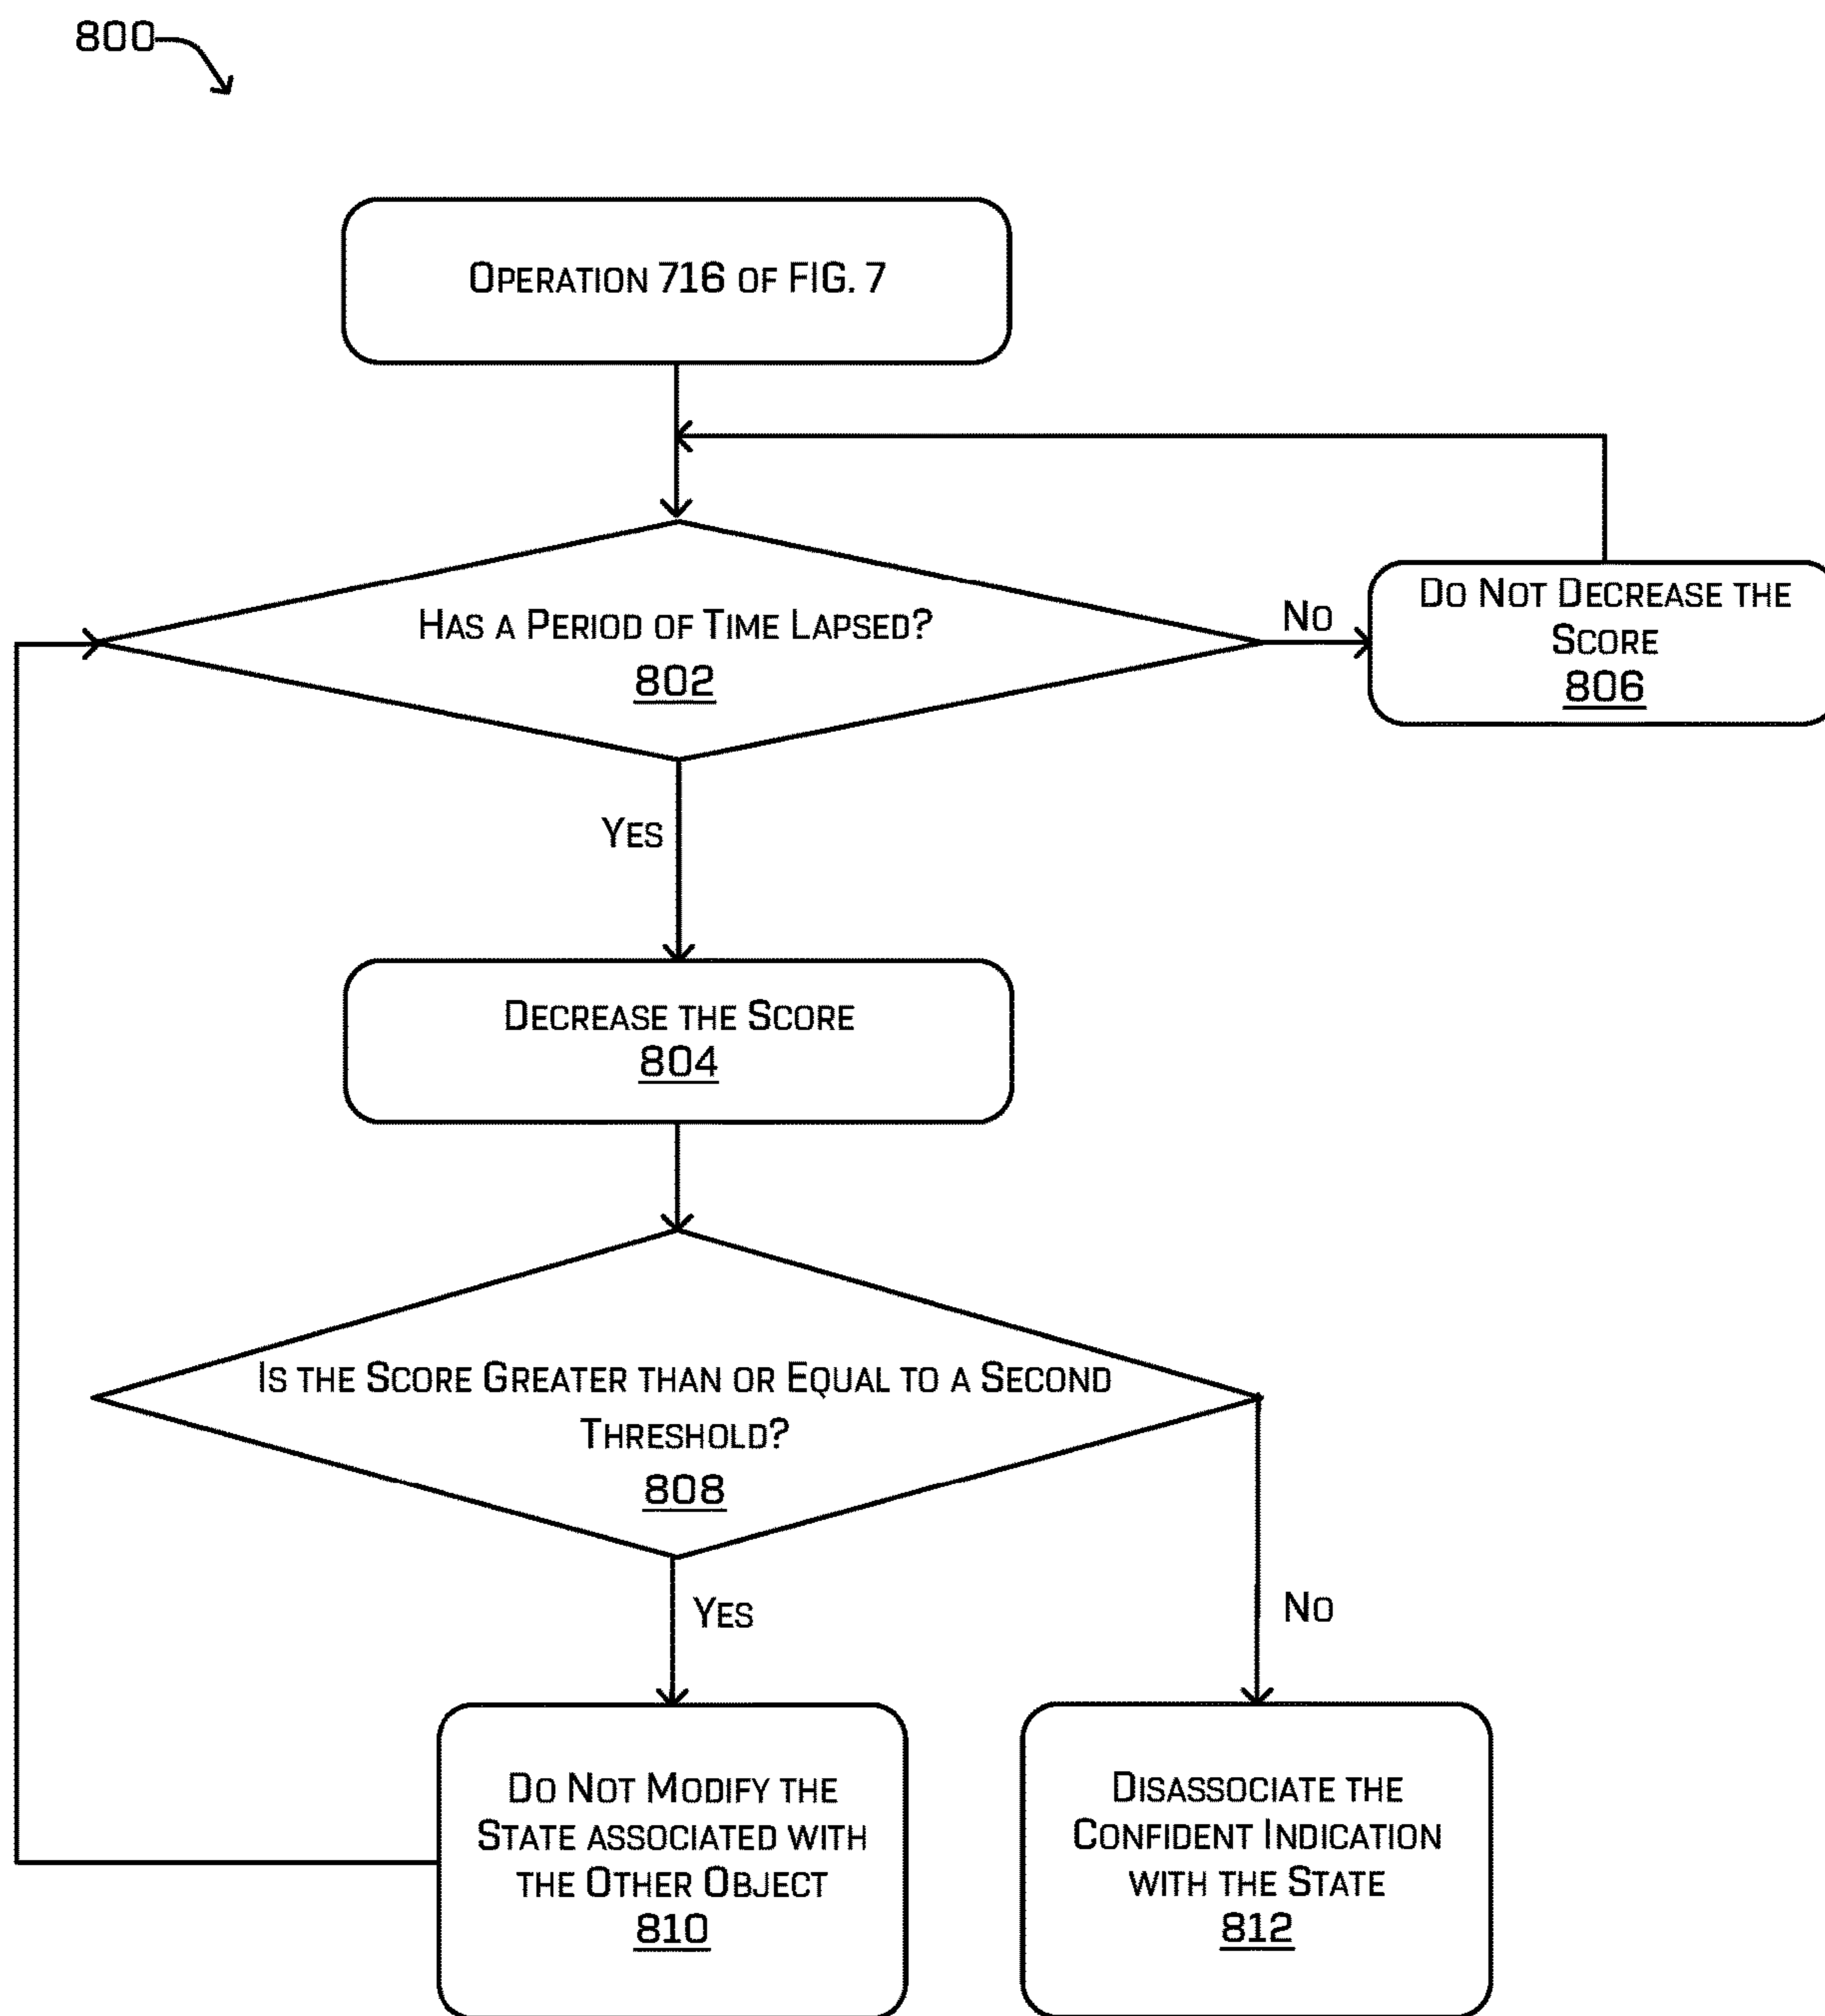 800
Operation 716 of FIG. 7
Has a Period of Time Lapsed?
802
No
Do Not Decrease the
Score
806
Yes
Decrease the Score
804
Is the Score Greater than or Equal to a Second
Threshold?
808
Yes
No
Do Not Modify the
State associated with
the Other Object
810
Disassociate the
Confident Indication
with the State
812